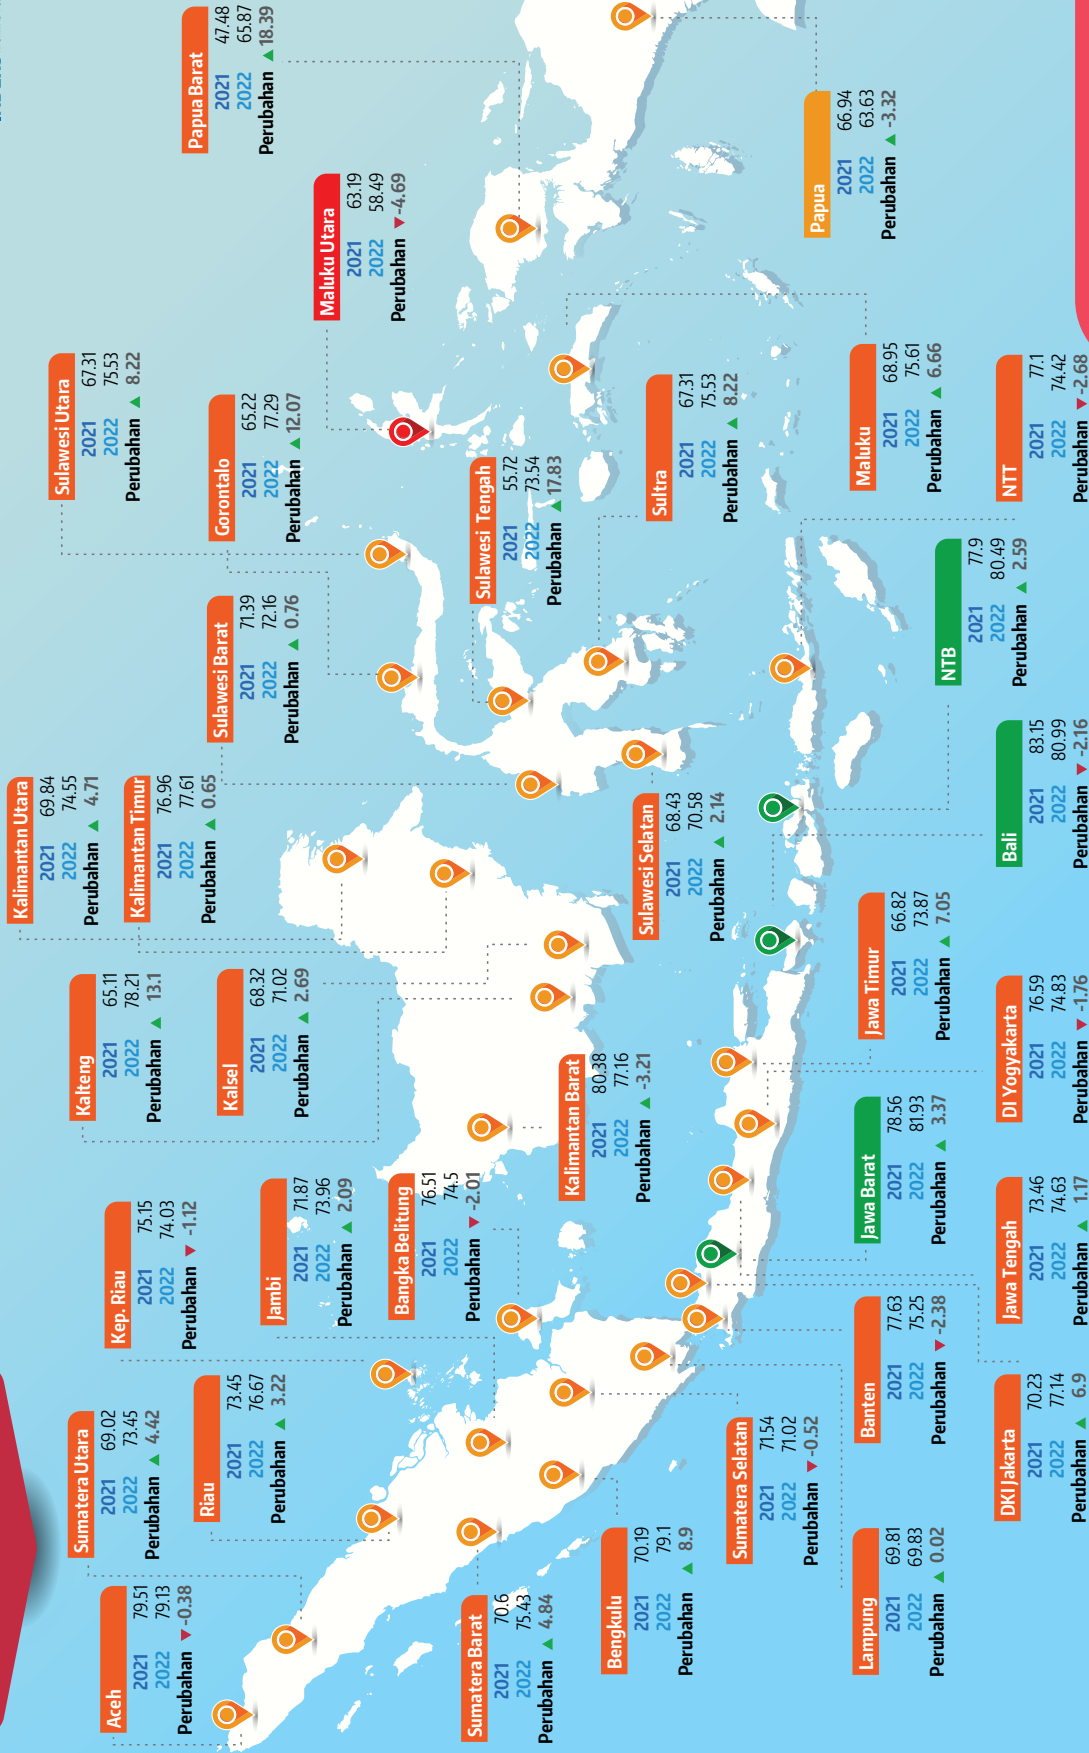 Aceh
2021 79.51
2022 79.13
Perubahan ▼ -0.38
Sumatera Utara
2021 69.02
2022 73.45
Perubahan ▲ 4.42
Riau
2021 73.45
2022 76.67
Perubahan ▲ 3.22
Kep. Riau
2021 75.15
2022 74.03
Perubahan ▼ -1.12
Jambi
2021 71.87
2022 73.96
Perubahan ▲ 2.09
Bangka Belitung
2021 76.51
2022 74.5
Perubahan ▼ -2.01
Kalteng
2021 65.11
2022 78.21
Perubahan ▲ 13.1
Kalsel
2021 68.32
2022 71.02
Perubahan ▲ 2.69
Kalimantan Utara
2021 69.84
2022 74.55
Perubahan ▲ 4.71
Kalimantan Timur
2021 76.96
2022 77.61
Perubahan ▲ 0.65
Sulawesi Barat
2021 71.39
2022 72.16
Perubahan ▲ 0.76
Sulawesi Utara
2021 67.31
2022 75.53
Perubahan ▲ 8.22
Gorontalo
2021 65.22
2022 77.29
Perubahan ▲ 12.07
Maluku Utara
2021 63.19
2022 58.49
Perubahan ▼ -4.69
Papua Barat
2021 47.48
2022 65.87
Perubahan ▲ 18.39
Sulawesi Tengah
2021 55.72
2022 73.54
Perubahan ▲ 17.83
Sumatera Barat
2021 70.6
2022 75.43
Perubahan ▲ 4.84
Bengkulu
2021 70.19
2022 79.1
Perubahan ▲ 8.9
Sumatera Selatan
2021 71.54
2022 71.02
Perubahan ▼ -0.52
Kalimantan Barat
2021 80.38
2022 77.16
Perubahan ▲ -3.21
Sulawesi Selatan
2021 68.43
2022 70.58
Perubahan ▲ 2.14
Sultra
2021 67.31
2022 75.53
Perubahan ▲ 8.22
Papua
2021 66.94
2022 63.63
Perubahan ▲ -3.32
Lampung
2021 69.81
2022 69.83
Perubahan ▲ 0.02
Banten
2021 77.63
2022 75.25
Perubahan ▼ -2.38
Jawa Barat
2021 78.56
2022 81.93
Perubahan ▲ 3.37
Jawa Timur
2021 66.82
2022 73.87
Perubahan ▲ 7.05
NTB
2021 77.9
2022 80.49
Perubahan ▲ 2.59
Maluku
2021 68.95
2022 75.61
Perubahan ▲ 6.66
DKI Jakarta
2021 70.23
2022 77.14
Perubahan ▲ 6.9
Jawa Tengah
2021 73.46
2022 74.63
Perubahan ▲ 1.17
DI Yogyakarta
2021 76.59
2022 74.83
Perubahan ▼ -1.76
Bali
2021 83.15
2022 80.99
Perubahan ▼ -2.16
NTT
2021 77.1
2022 74.42
Perubahan ▼ -2.68